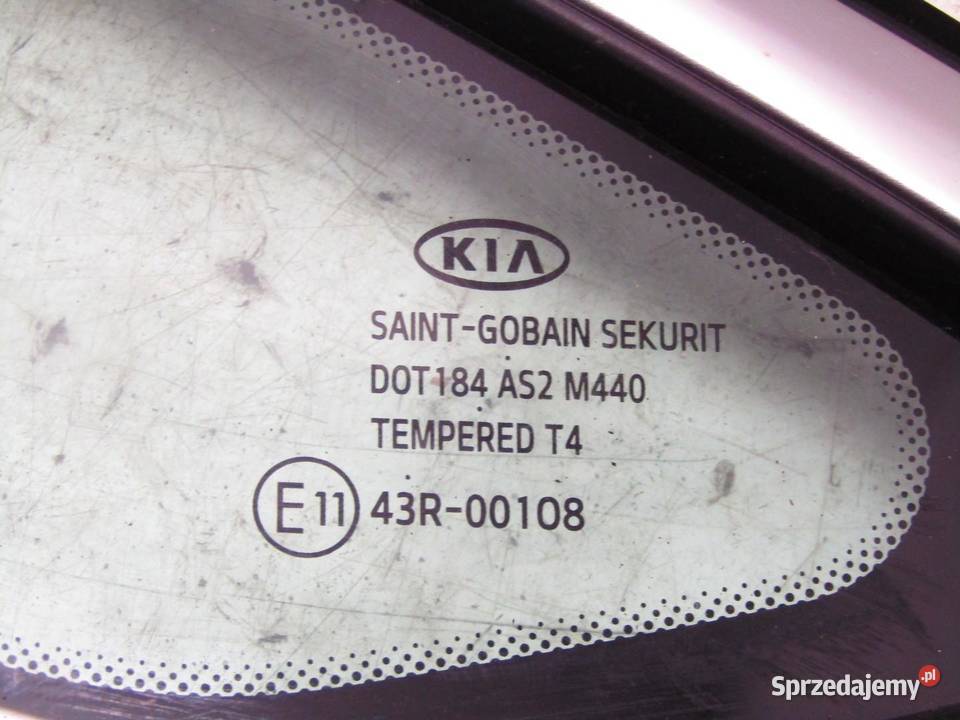 KIA
SAINT-GOBAIN SEKURIT
DOT184 AS2 M440
TEMPERED T4
E11 43R-00108
Sprzedajemy.pl